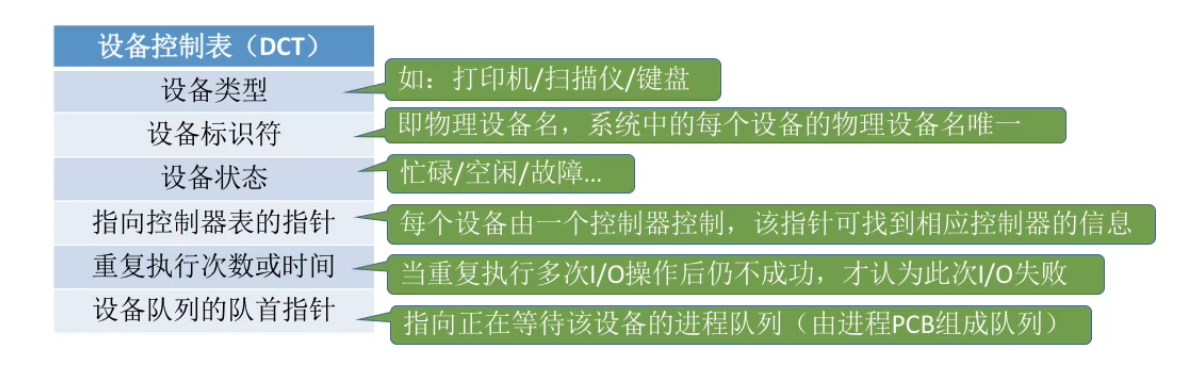 设备控制表（DCT）
设备类型
如：打印机/扫描仪/键盘
设备标识符
即物理设备名，系统中的每个设备的物理设备名唯一
设备状态
忙碌/空闲/故障...
指向控制器表的指针
每个设备由一个控制器控制，该指针可找到相应控制器的信息
重复执行次数或时间
当重复执行多次I/O操作后仍不成功，才认为此次I/O失败
设备队列的队首指针
指向正在等待该设备的进程队列（由进程PCB组成队列）